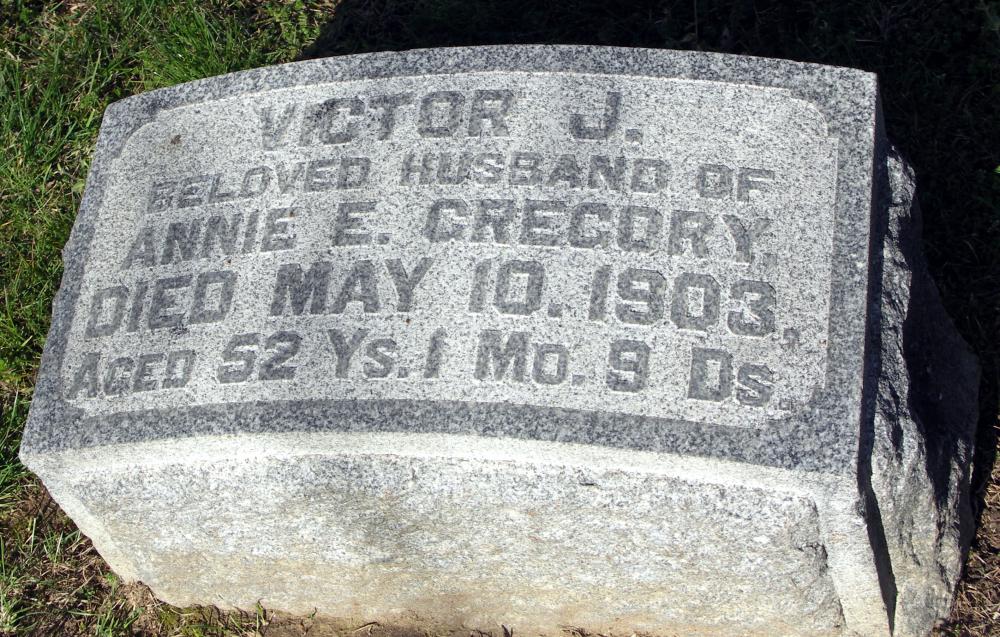 VICTOR J.
BELOVED HUSBAND OF
ANNIE E. GREGORY,
DIED MAY 10. 1903,
AGED 52 YS. 1 MO. 9 DS.